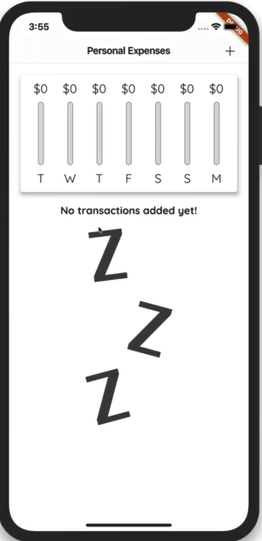 3:55
DEBUG
Personal Expenses +
$0 $0 $0 $0 $0 $0 $0
T W T F S S M
No transactions added yet!
Z
Z
Z